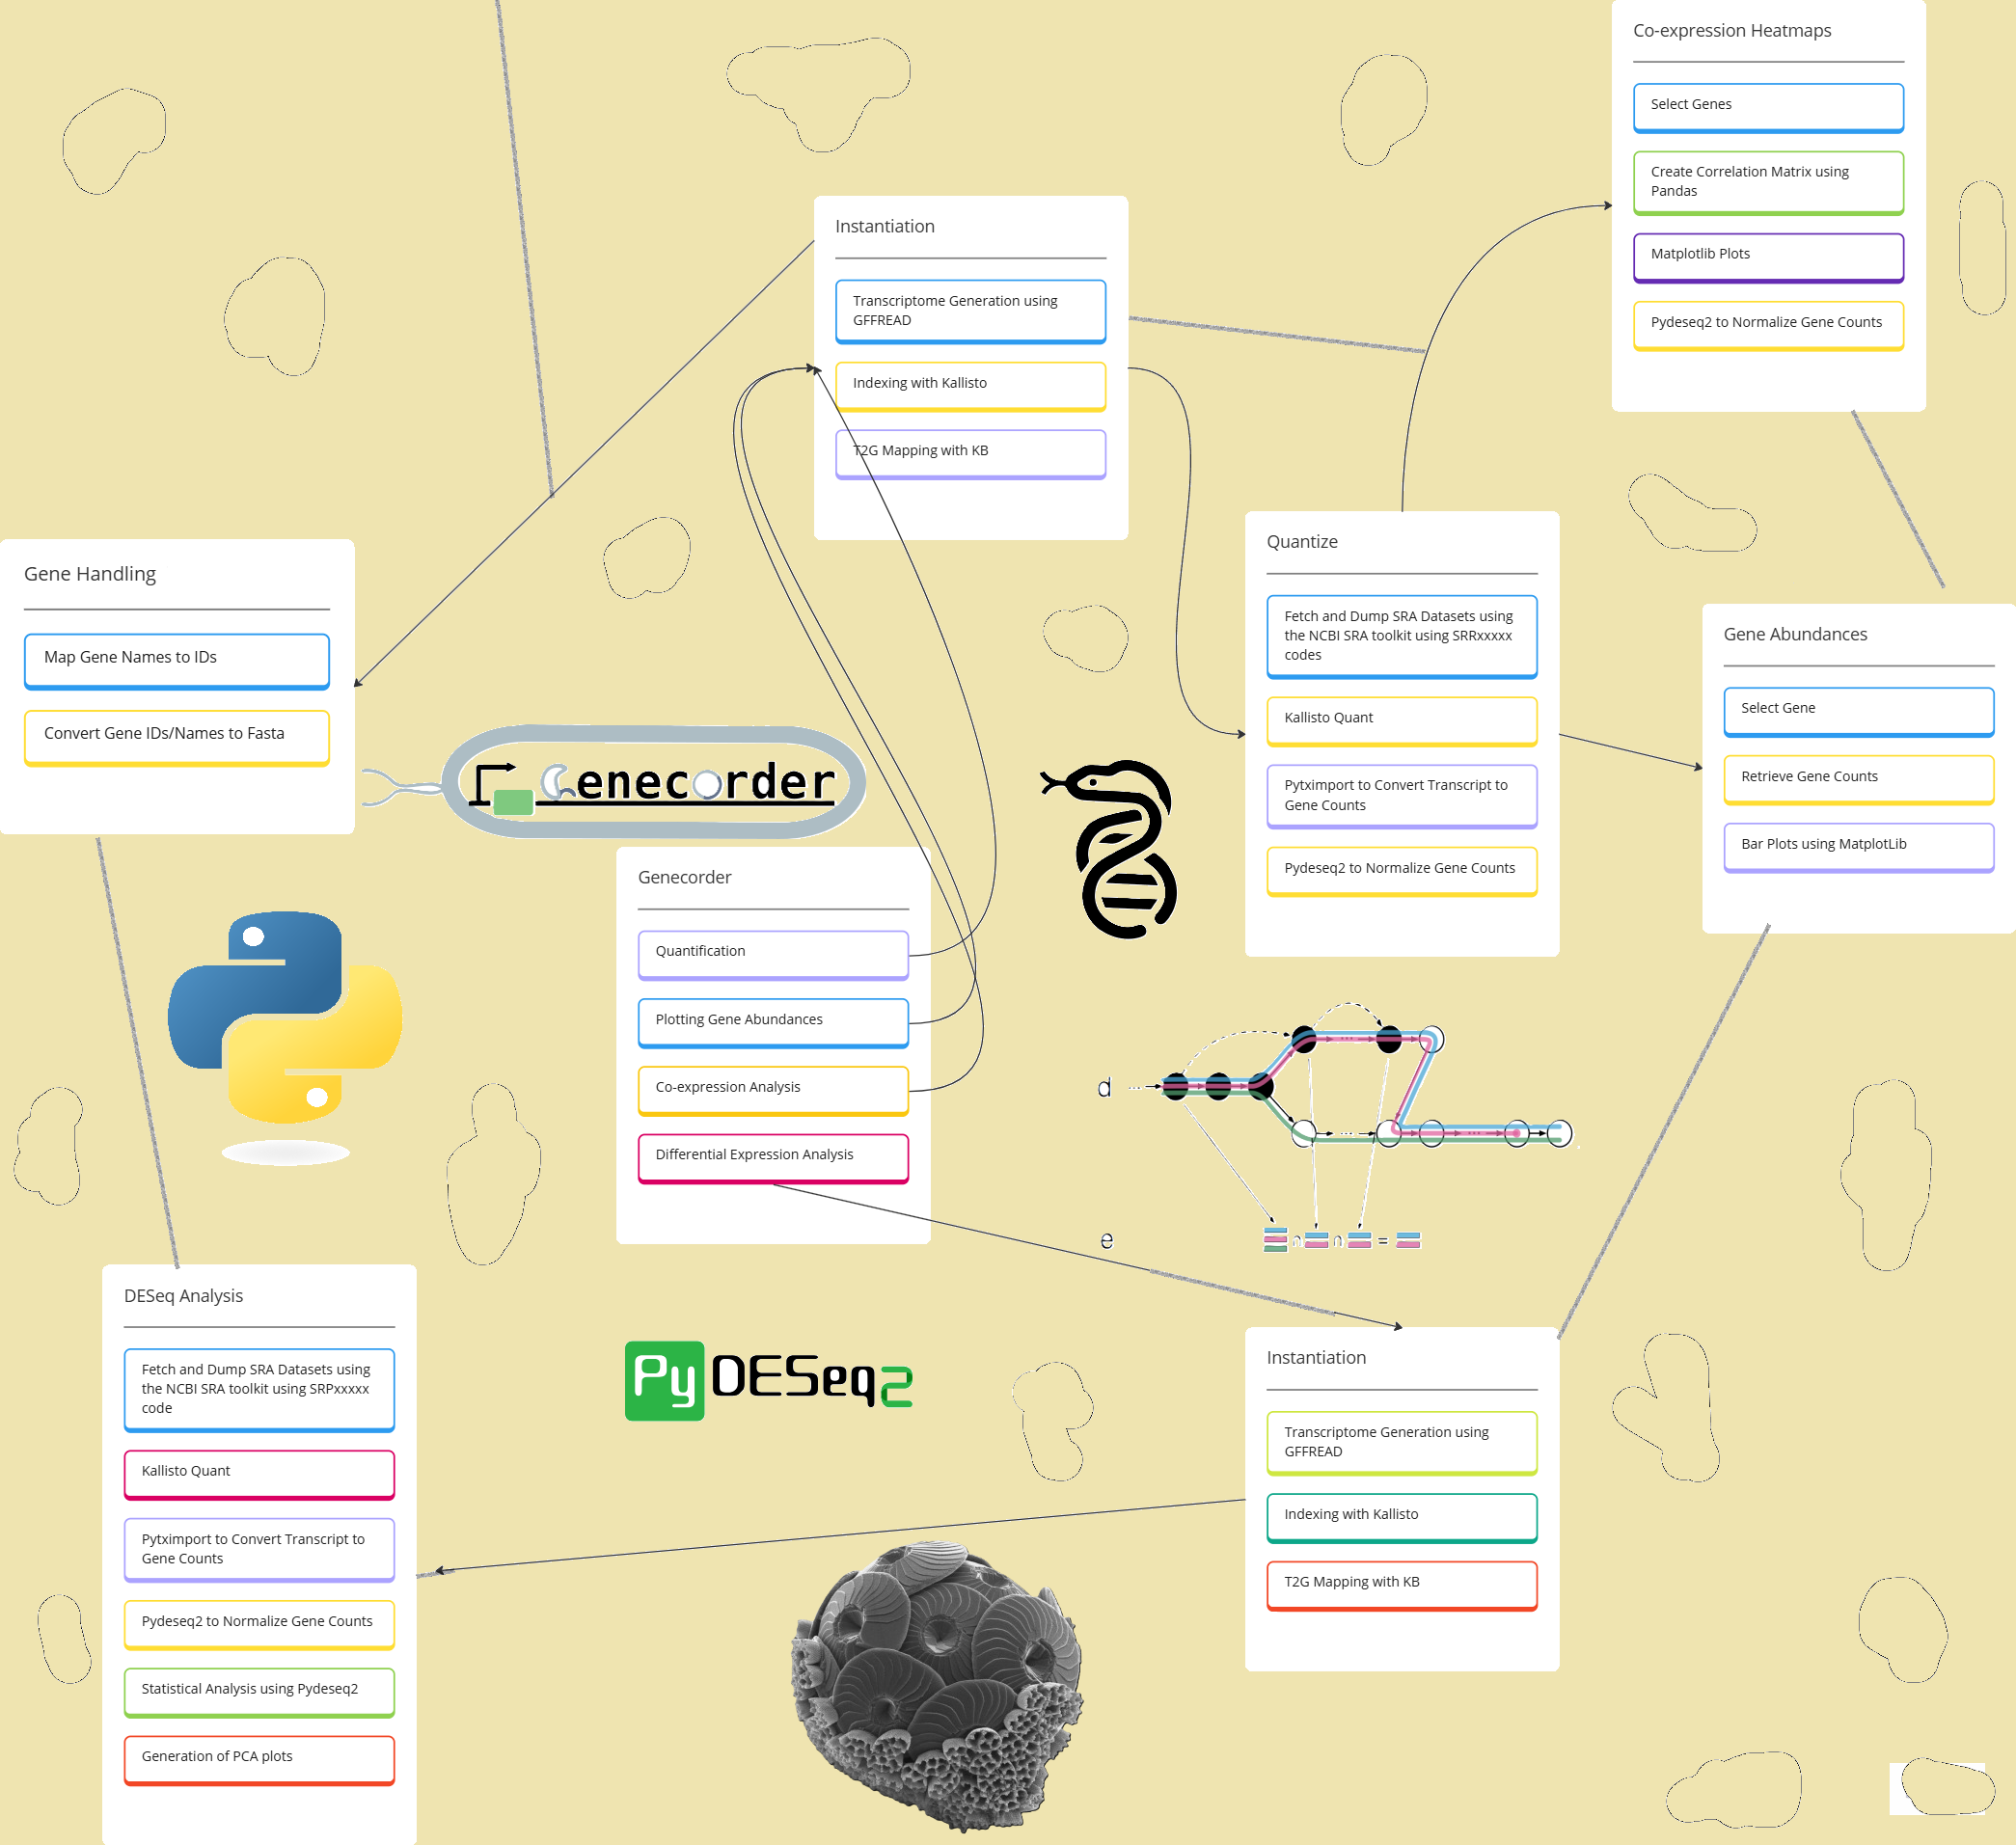 Co-expression Heatmaps
Select Genes
Create Correlation Matrix using
Pandas
Matplotlib Plots
Pydeseq2 to Normalize Gene Counts
Instantiation
Transcriptome Generation using
GFFREAD
Indexing with Kallisto
T2G Mapping with KB
Quantize
Fetch and Dump SRA Datasets using
the NCBI SRA toolkit using SRRxxxxx
codes
Kallisto Quant
Pytximport to Convert Transcript to
Gene Counts
Pydeseq2 to Normalize Gene Counts
Gene Handling
Map Gene Names to IDs
Convert Gene IDs/Names to Fasta
Gene Abundances
Select Gene
Retrieve Gene Counts
Bar Plots using MatplotLib
Genecorder
Genecorder
Quantification
Plotting Gene Abundances
Co-expression Analysis
Differential Expression Analysis
d
e
∩ ∩ =
DESeq Analysis
Fetch and Dump SRA Datasets using
the NCBI SRA toolkit using SRPxxxxx
code
Kallisto Quant
Pytximport to Convert Transcript to
Gene Counts
Pydeseq2 to Normalize Gene Counts
Statistical Analysis using Pydeseq2
Generation of PCA plots
PyDESeq2
Instantiation
Transcriptome Generation using
GFFREAD
Indexing with Kallisto
T2G Mapping with KB